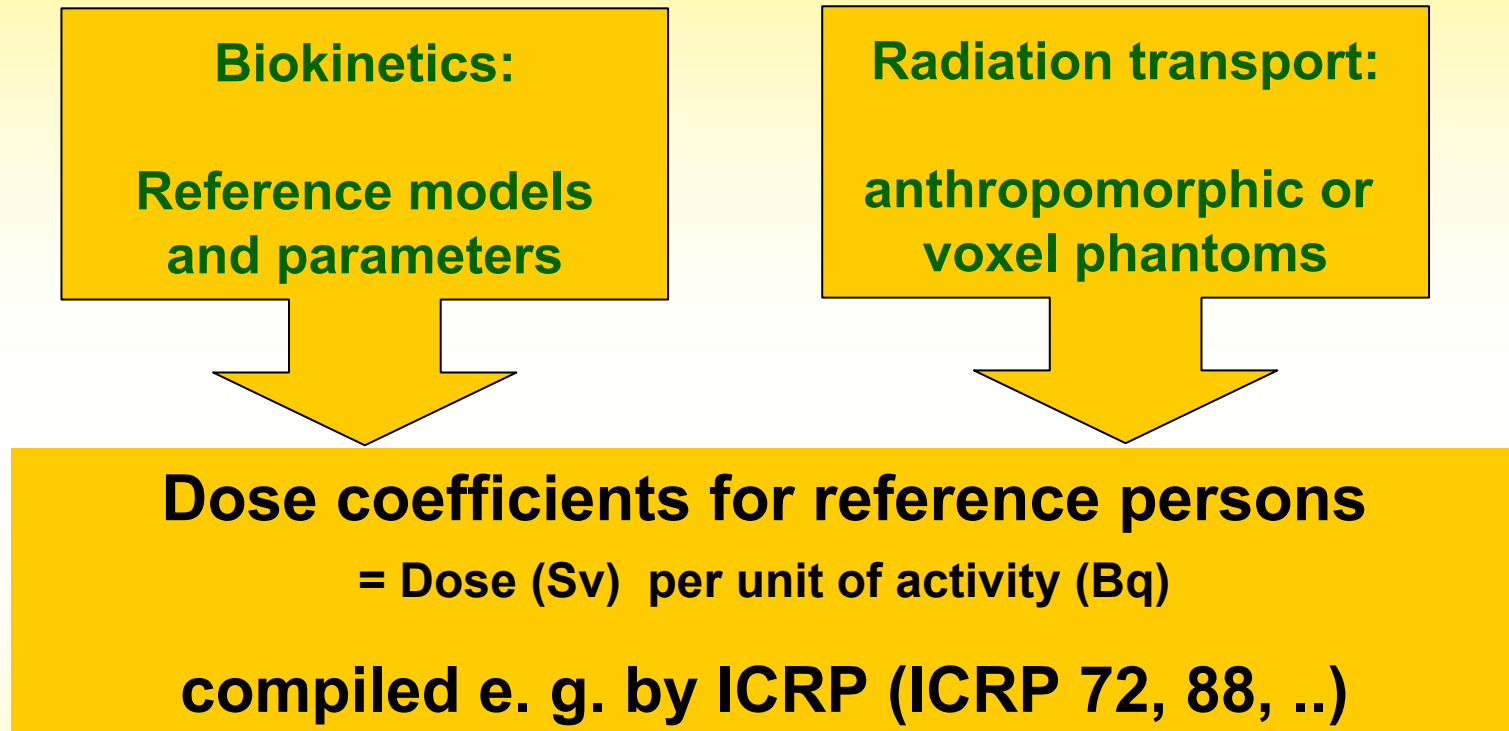 Biokinetics:
Reference models
and parameters
Radiation transport:
anthropomorphic or
voxel phantoms
Dose coefficients for reference persons
= Dose (Sv) per unit of activity (Bq)
compiled e. g. by ICRP (ICRP 72, 88, ..)